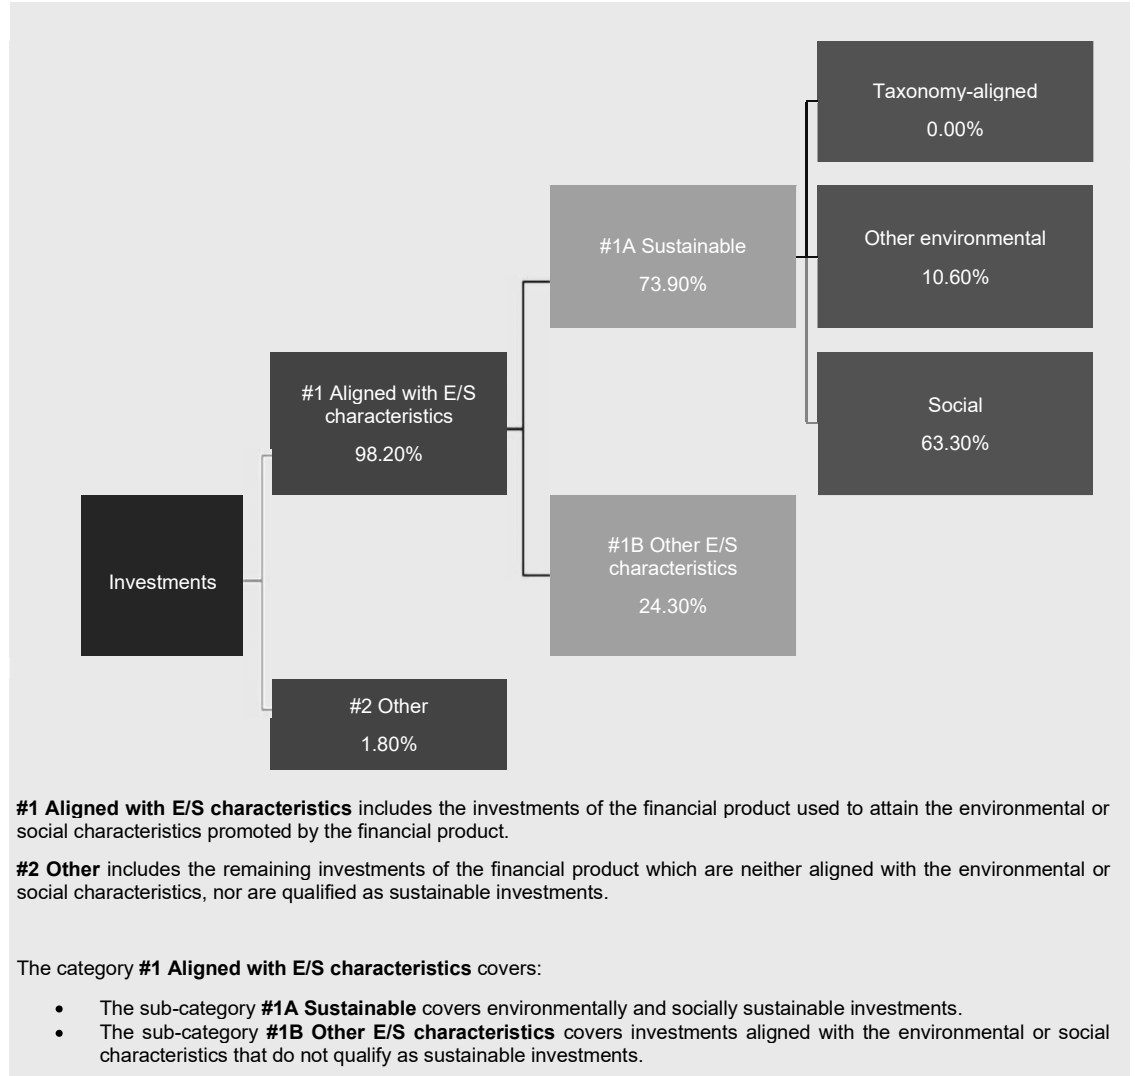 Taxonomy-aligned
0.00%
#1A Sustainable
73.90%
Other environmental
10.60%
#1 Aligned with E/S
characteristics
98.20%
Social
63.30%
Investments
#1B Other E/S
characteristics
24.30%
#2 Other
1.80%
#1 Aligned with E/S characteristics includes the investments of the financial product used to attain the environmental or
social characteristics promoted by the financial product.
#2 Other includes the remaining investments of the financial product which are neither aligned with the environmental or
social characteristics, nor are qualified as sustainable investments.
The category #1 Aligned with E/S characteristics covers:
• The sub-category #1A Sustainable covers environmentally and socially sustainable investments.
• The sub-category #1B Other E/S characteristics covers investments aligned with the environmental or social
characteristics that do not qualify as sustainable investments.